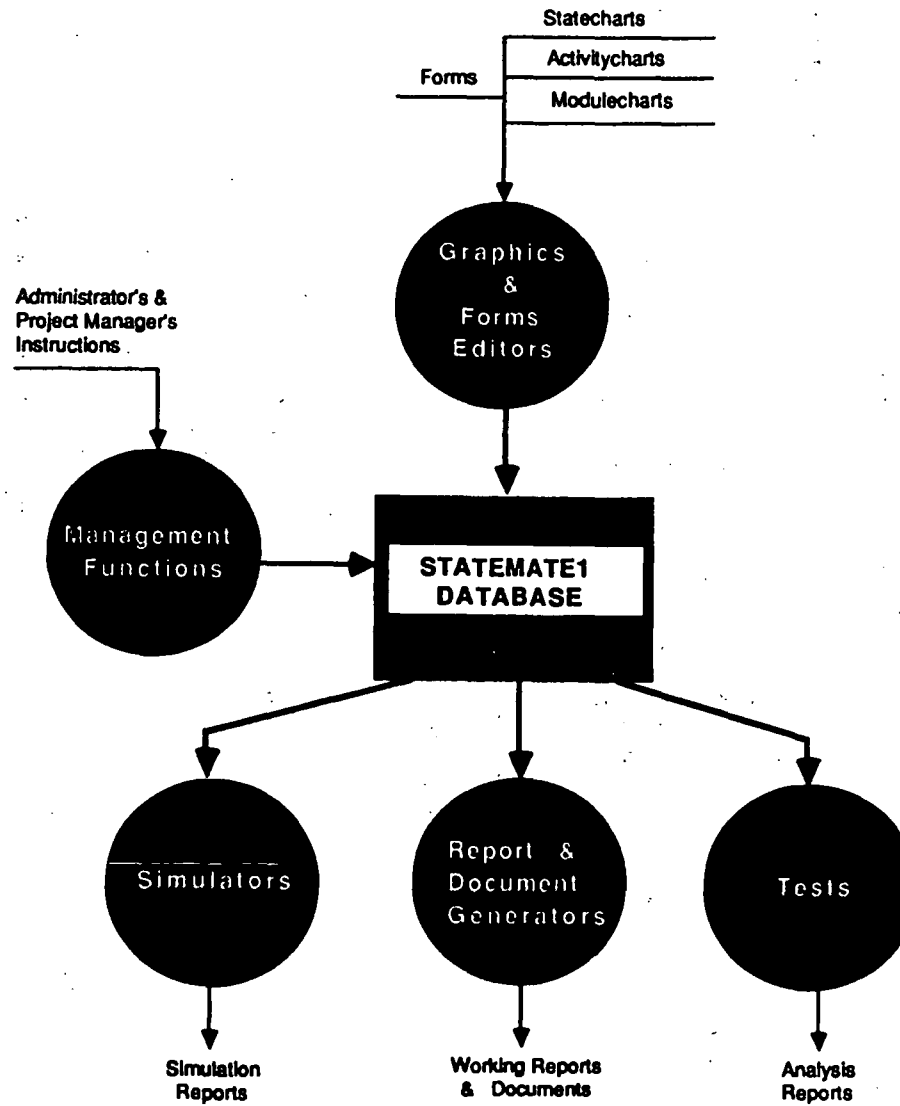 Statecharts
Activitycharts
Forms
Modulecharts
Graphics
&
Forms
Editors
Administrator's &
Project Manager's
Instructions
Management
Functions
STATEMATE1
DATABASE
Simulators
Report &
Document
Generators
Tests
Simulation
Reports
Working Reports
& Documents
Analysis
Reports